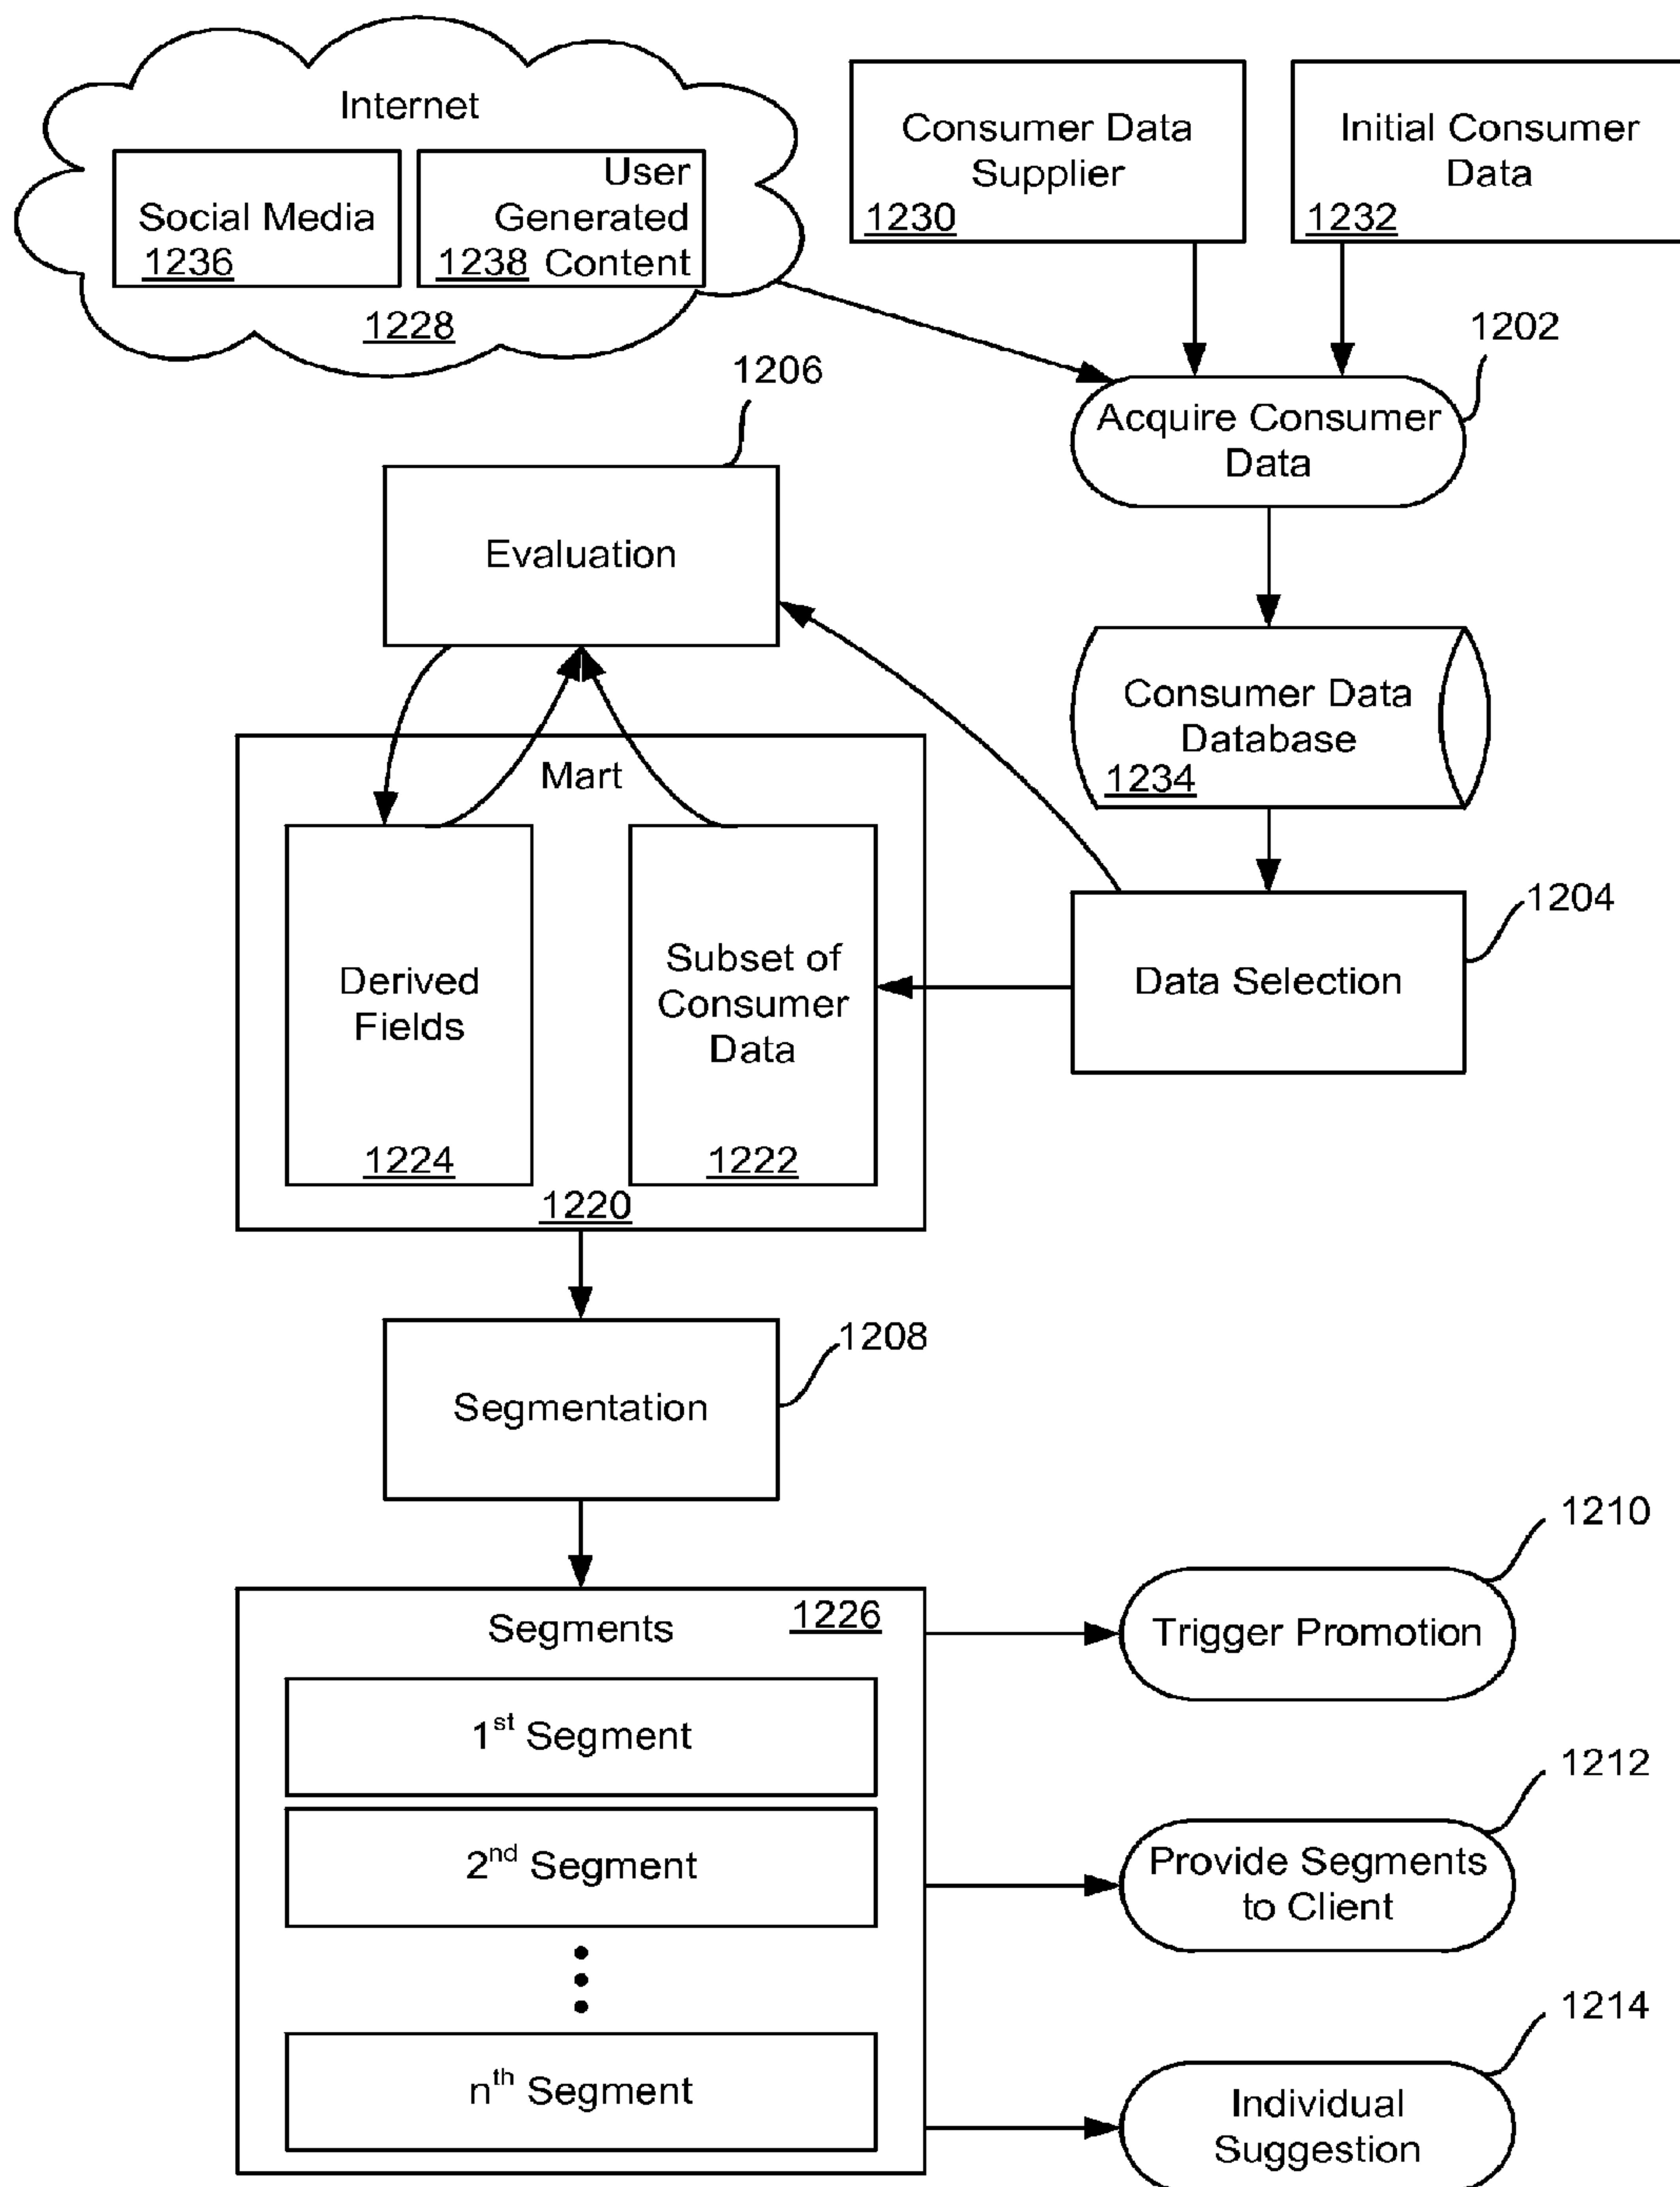 Internet
Social Media
1236
User
Generated
1238 Content
1228
Consumer Data
Supplier
1230
Initial Consumer
Data
1232
1202
Acquire Consumer
Data
1206
Evaluation
Consumer Data
Database
1234
Mart
1204
Data Selection
Derived
Fields
1224
Subset of
Consumer
Data
1222
1220
1208
Segmentation
Segments
1226
1st Segment
2nd Segment
nth Segment
1210
Trigger Promotion
1212
Provide Segments
to Client
1214
Individual
Suggestion